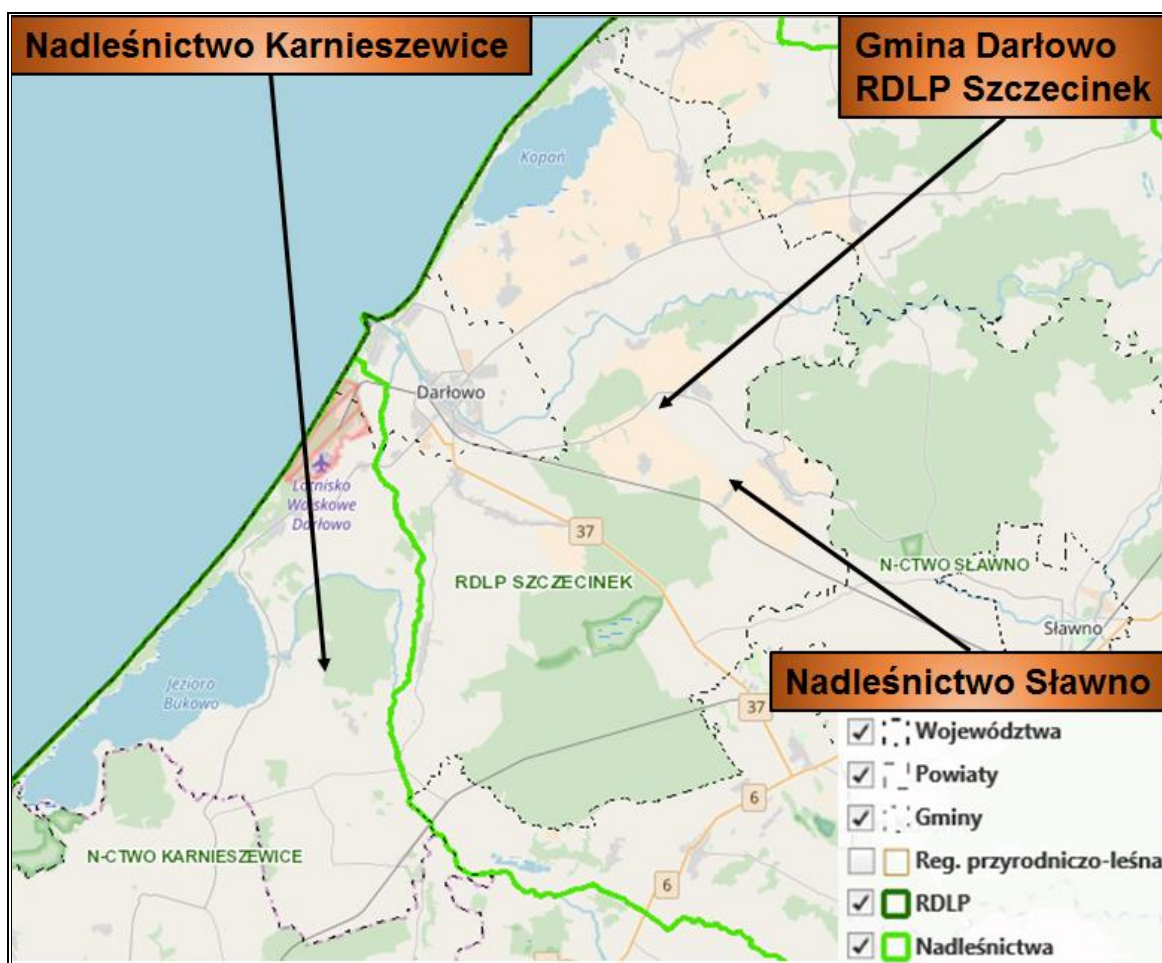 Nadleśnictwo Karnieszewice
Gmina Darłowo
RDLP Szczecinek
Kopań
Darłowo
Lotnisko
Wojskowe
Darłowo
37
RDLP SZCZECINEK
N-CTWO SŁAWNO
Sławno
Jezioro
Bukowo
Nadleśnictwo Sławno
37
6
6
N-CTWO KARNIESZEWICE
Województwa
Powiaty
Gminy
Reg. przyrodniczo-leśna
RDLP
Nadleśnictwa